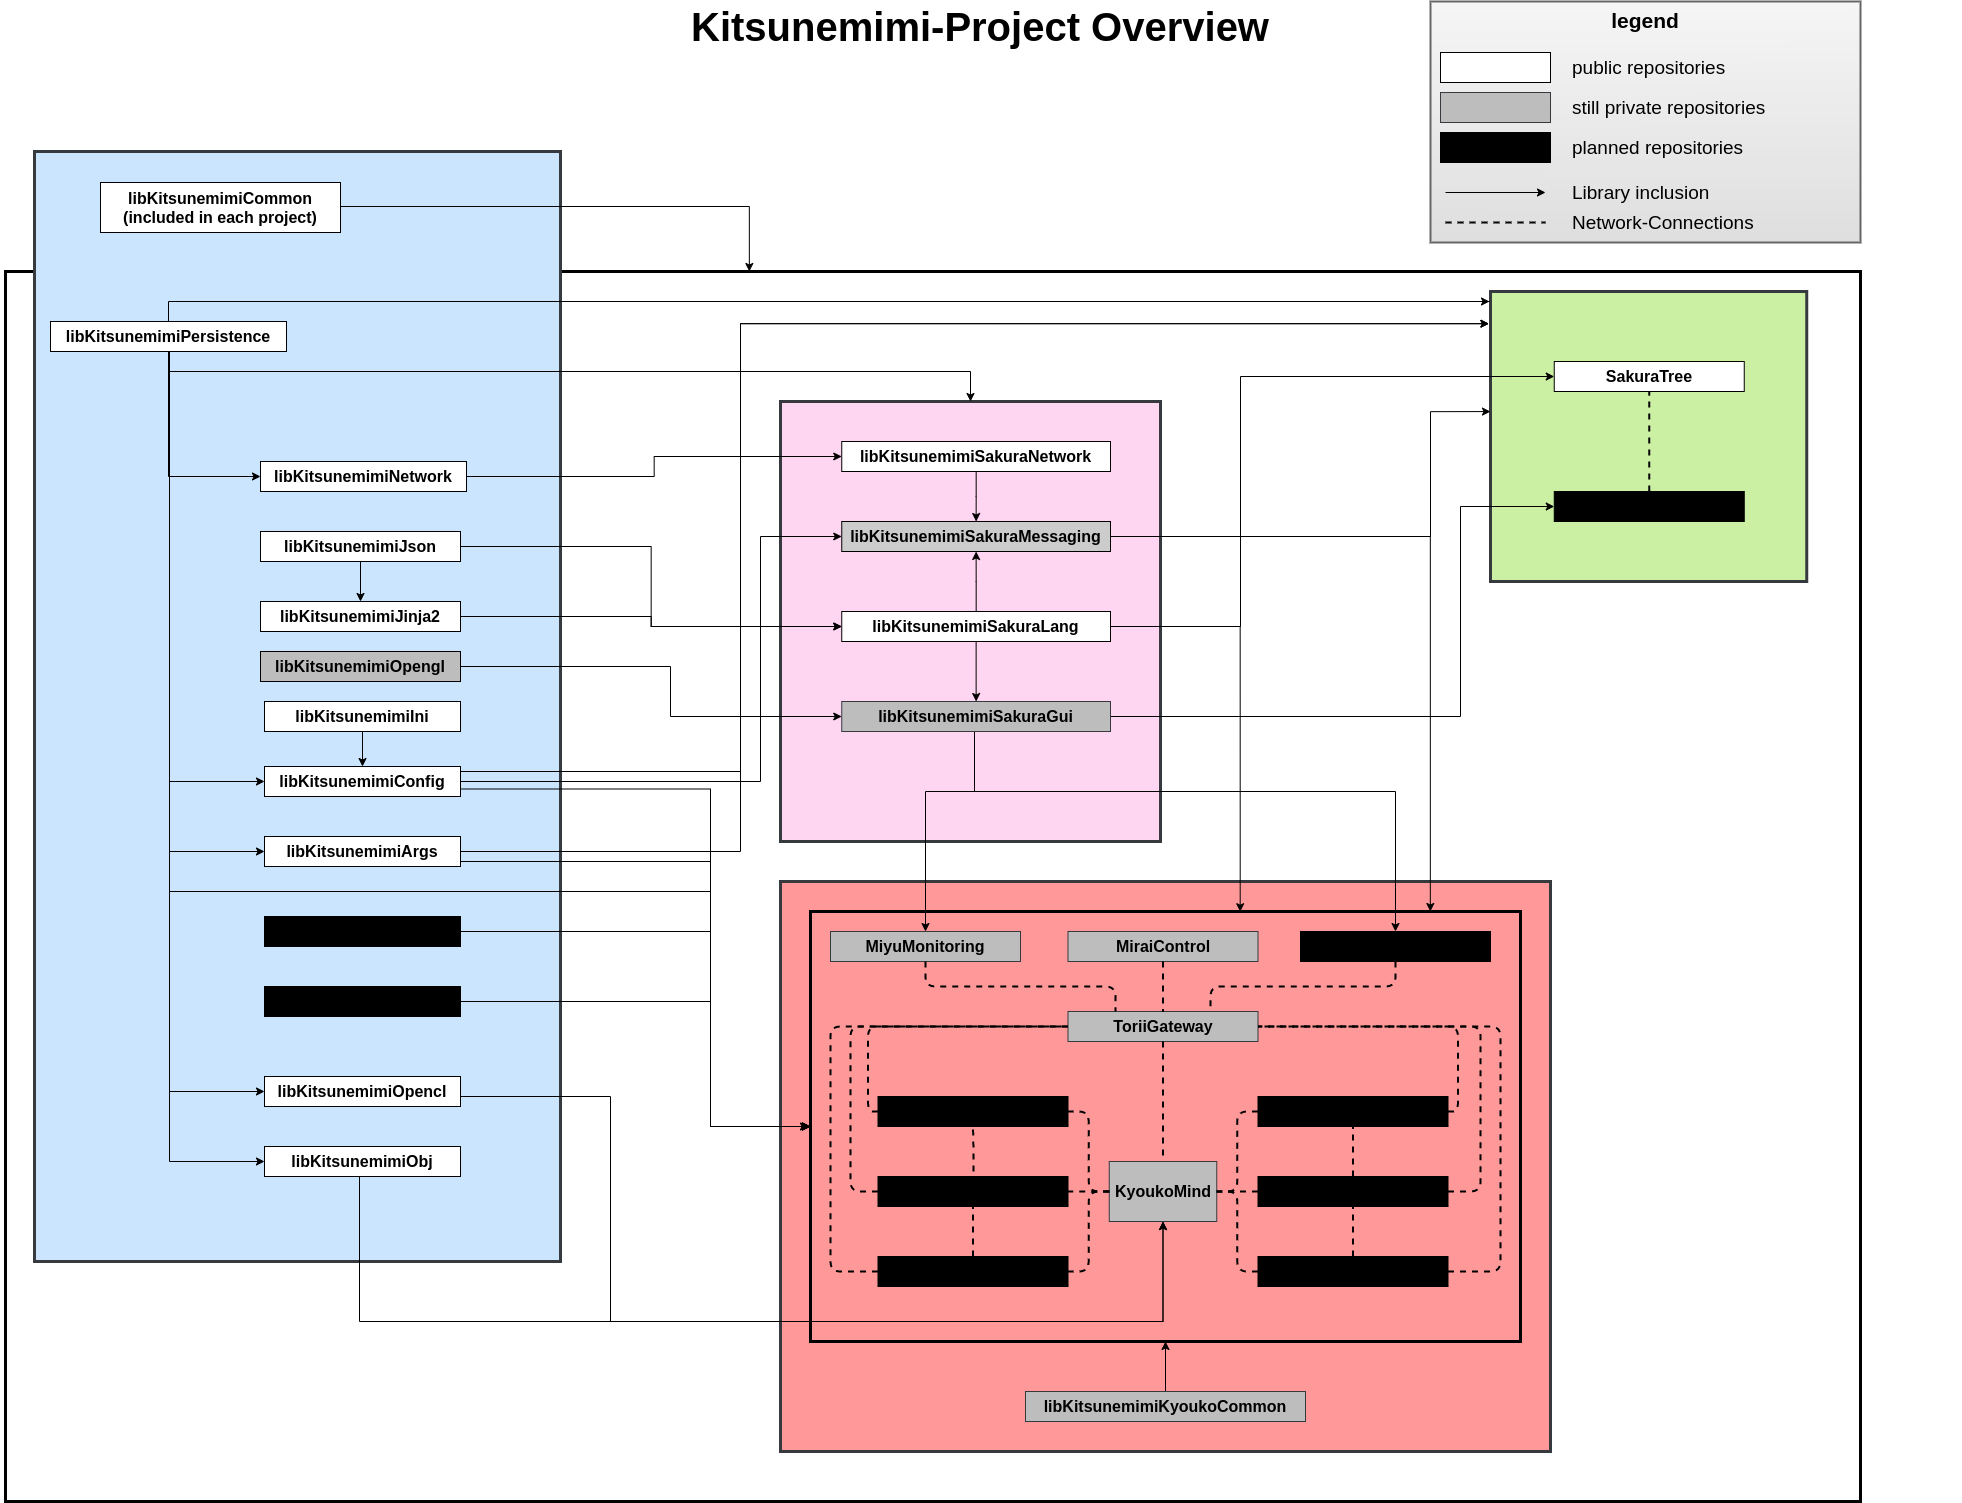 Kitsunemimi-Project Overview
legend
public repositories
still private repositories
planned repositories
Library inclusion
Network-Connections
libKitsunemimiCommon
(included in each project)
libKitsunemimiPersistence
libKitsunemimiNetwork
libKitsunemimiJson
libKitsunemimiJinja2
libKitsunemimiOpengl
libKitsunemimiIni
libKitsunemimiConfig
libKitsunemimiArgs
libKitsunemimiOpencl
libKitsunemimiObj
libKitsunemimiSakuraNetwork
libKitsunemimiSakuraMessaging
libKitsunemimiSakuraLang
libKitsunemimiSakuraGui
SakuraTree
MiyuMonitoring
MiraiControl
ToriiGateway
KyoukoMind
libKitsunemimiKyoukoCommon